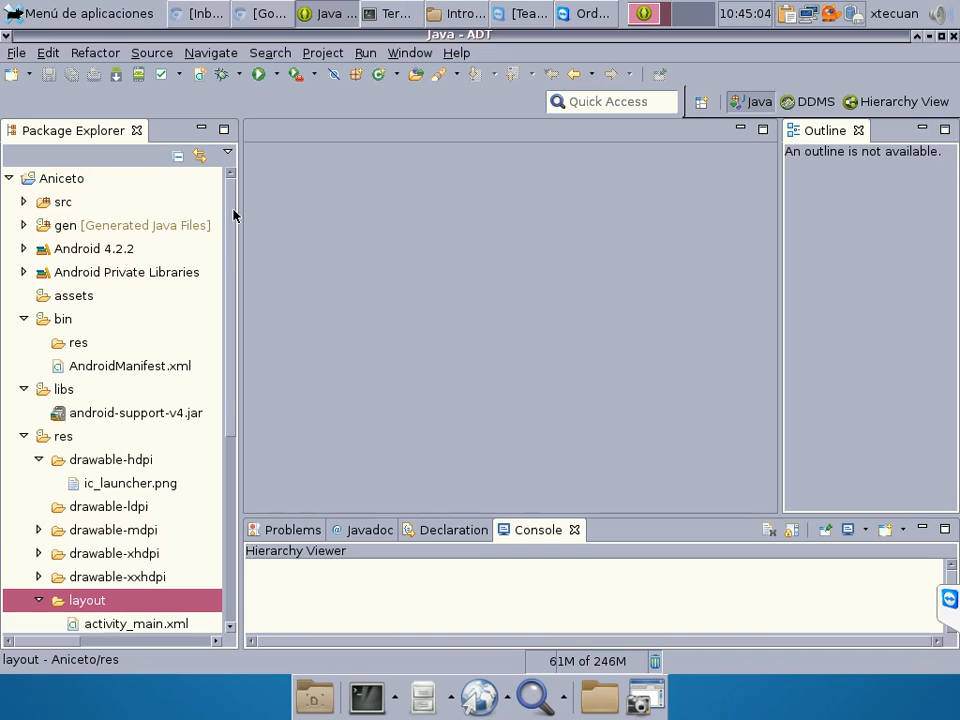 Menú de aplicaciones
[Inb...
[Go...
Java ...
Ter...
Intro...
[Tea...
Ord...
10:45:04
xtecuan
Java - ADT
File Edit Refactor Source Navigate Search Project Run Window Help
Quick Access
Java
DDMS
Hierarchy View
Package Explorer
Outline
An outline is not available.
Aniceto
src
gen [Generated Java Files]
Android 4.2.2
Android Private Libraries
assets
bin
res
AndroidManifest.xml
libs
android-support-v4.jar
res
drawable-hdpi
ic_launcher.png
drawable-ldpi
drawable-mdpi
drawable-xhdpi
drawable-xxhdpi
layout
activity_main.xml
Problems
@ Javadoc
Declaration
Console
Hierarchy Viewer
layout - Aniceto/res
61M of 246M